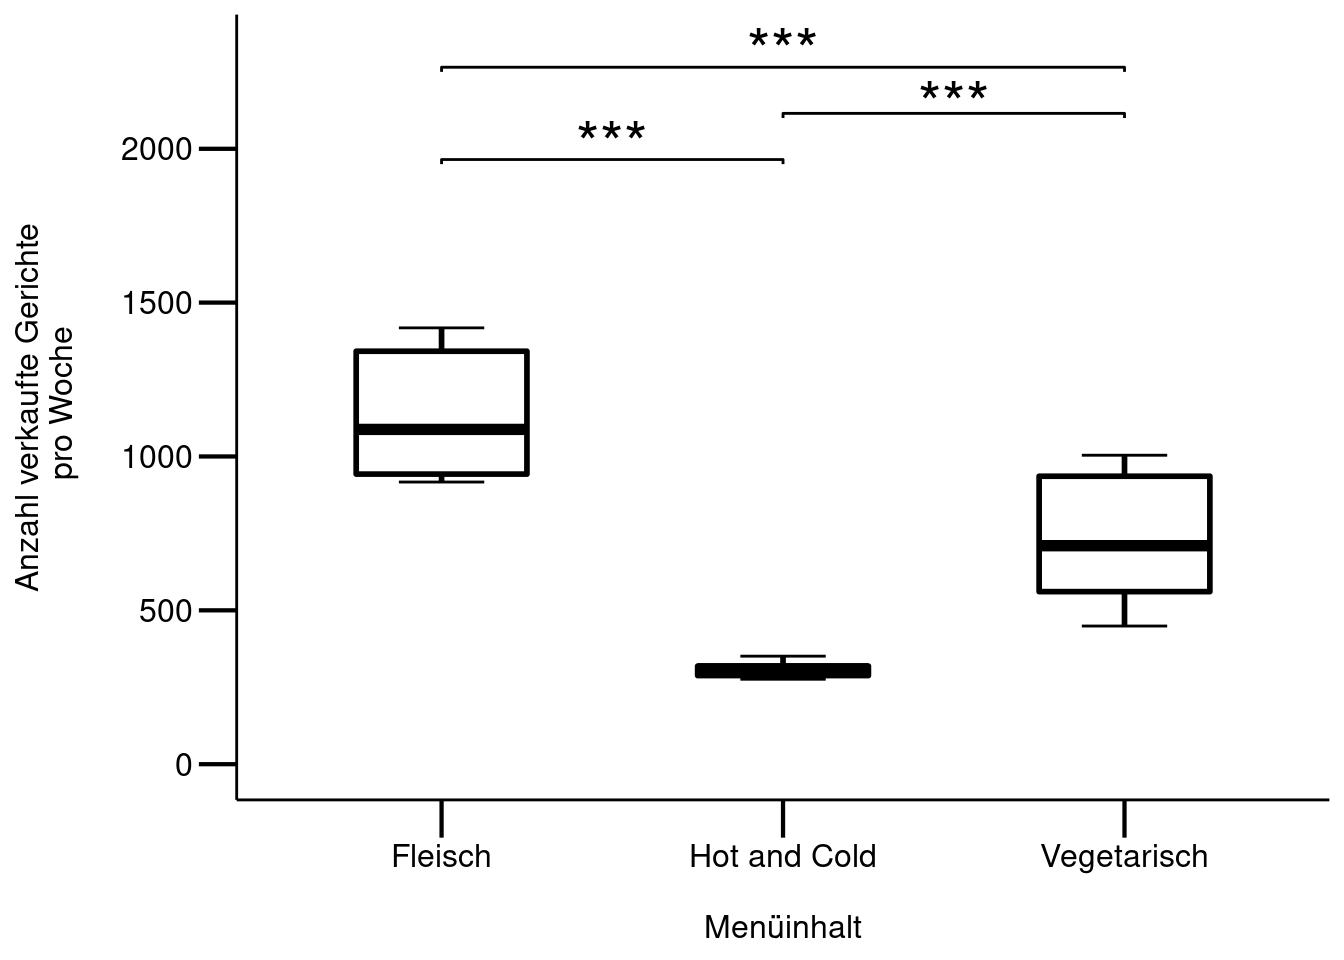 ***
***
***
2000
1500
1000
500
0
Anzahl verkaufte Gerichte
pro Woche
Fleisch
Hot and Cold
Vegetarisch
Menüinhalt